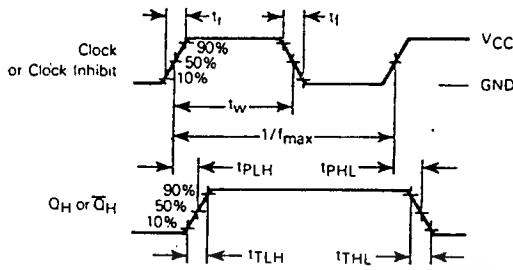 tr
tf
Clock
or Clock Inhibit
90%
50%
10%
VCC
GND
tw
1/fmax
tPLH
tPHL
QH or Q̅H
90%
50%
10%
tTLH
tTHL